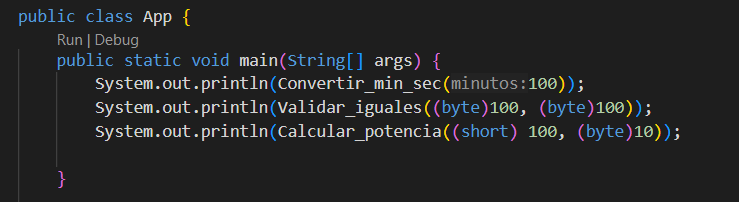 public class App {
Run | Debug
public static void main(String[] args) {
System.out.println(Convertir_min_sec(minutos:100));
System.out.println(Validar_iguales((byte)100, (byte)100));
System.out.println(Calcular_potencia((short) 100, (byte)10));
}